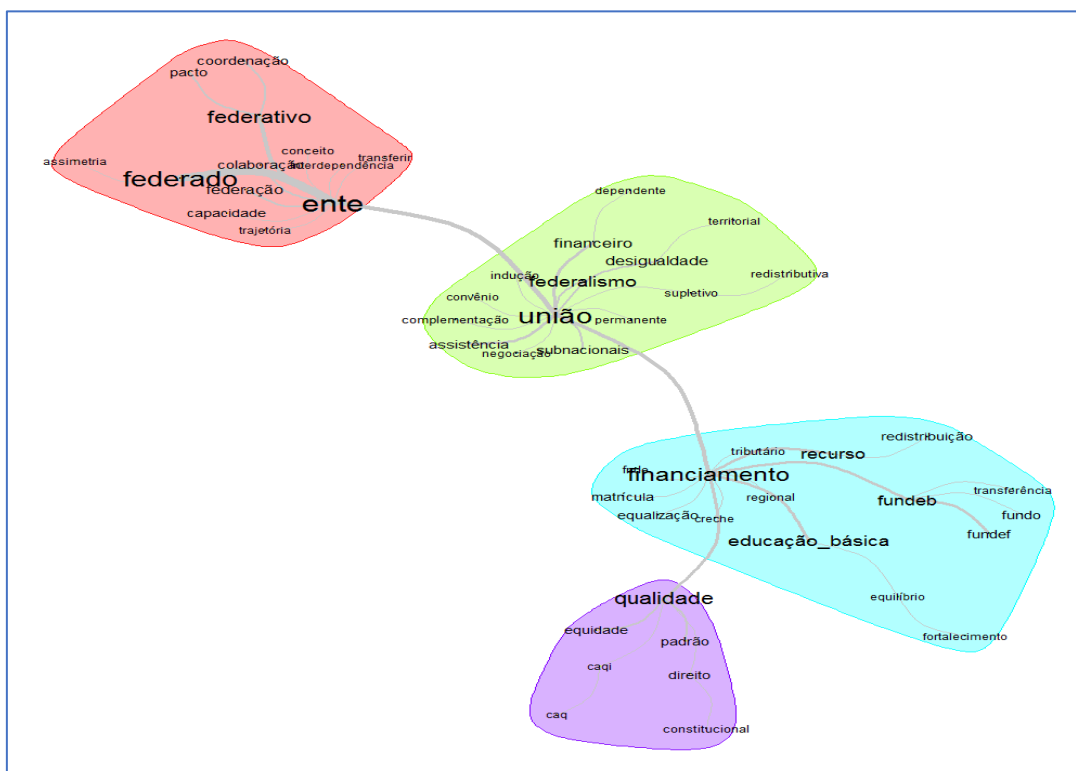 coordenação
pacto
federativo
conceito
assimetria
colaboração
interdependência
transferir
federado
federação
ente
capacidade
trajetória
dependente
territorial
financeiro
desigualdade
indução
redistributiva
federalismo
supletivo
convênio
união
complementação
permanente
assistência
negociação
subnacionais
redistribuição
tributário
recurso
financiamento
matrícula
regional
transferência
fundeb
equalização
creche
fundo
fundef
educação_básica
equilíbrio
qualidade
fortalecimento
equidade
padrão
caqi
direito
caq
constitucional